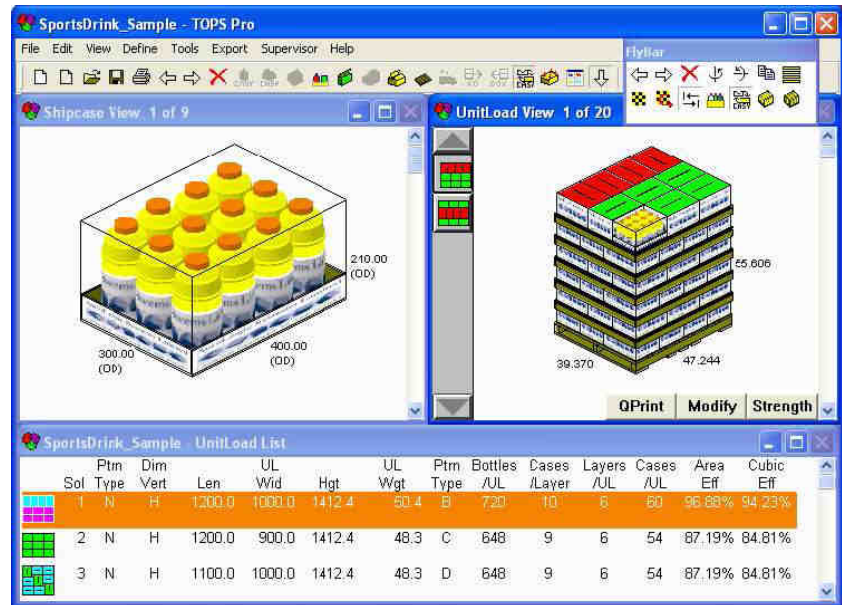 SportsDrink_Sample - TOPS Pro
File Edit View Define Tools Export Supervisor Help
FlyBar
Shipcase View 1 of 9
UnitLoad View 1 of 20
210.00
(OD)
300.00
(OD)
400.00
(OD)
55.606
39.370
47.244
QPrint Modify Strength
SportsDrink_Sample - UnitLoad List
Ptrn Dim UL UL Ptrn Bottles Cases Layers Cases Area Cubic
Sol Type Vert Len Wid Hgt Wgt Type /UL /Layer /UL /UL Eff Eff
1 N H 1200.0 1000.0 1412.4 50.4 B 720 10 6 60 96.88% 94.23%
2 N H 1200.0 900.0 1412.4 48.3 C 648 9 6 54 87.19% 84.81%
3 N H 1100.0 1000.0 1412.4 48.3 D 648 9 6 54 87.19% 84.81%